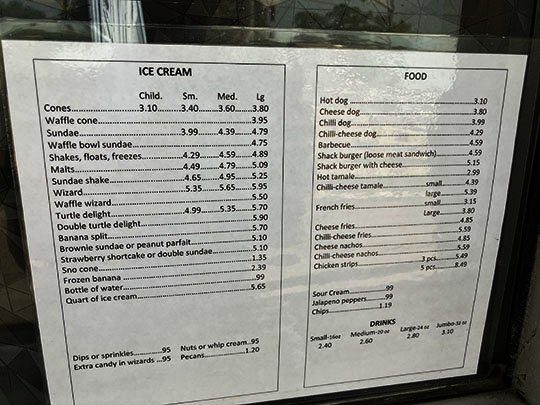 ICE CREAM
Child. Sm. Med. Lg
Cones 3.10 3.40 3.60 3.80
Waffle cone 3.95
Sundae 3.99 4.39 4.79
Waffle bowl sundae 4.75
Shakes, floats, freezes 4.29 4.59 4.89
Malts 4.49 4.79 5.09
Sundae shake 4.65 4.95 5.25
Wizard 5.35 5.65 5.95
Waffle wizard 5.65
Turtle delight 4.99 5.35 5.70
Double turtle delight 5.90
Banana split 5.70
Brownie sundae or peanut parfait 5.10
Strawberry shortcake or double sundae 5.10
Sno cone 1.35
Frozen banana 2.39
Bottle of water .99
Quart of ice cream 5.65
Dips or sprinkles .95 Nuts or whip cream .95
Extra candy in wizards .95 Pecans 1.20
FOOD
Hot dog 3.10
Cheese dog 3.80
Chilli dog 3.99
Chilli-cheese dog 4.29
Barbecue 4.59
Shack burger (loose meat sandwich) 4.59
Shack burger with cheese 5.15
Hot tamale 2.99
Chilli-cheese tamale small 4.39
large 5.39
French fries small 3.15
Large 3.80
Cheese fries 4.85
Chilli-cheese fries 5.59
Cheese nachos 4.85
Chilli-cheese nachos 5.59
Chicken strips 3 pcs. 5.49
5 pcs. 8.49
Sour Cream .99
Jalapeno peppers .99
Chips 1.19
DRINKS
Small-16oz Medium-20 oz Large-24 oz Jumbo-32 oz
2.40 2.60 2.80 3.10